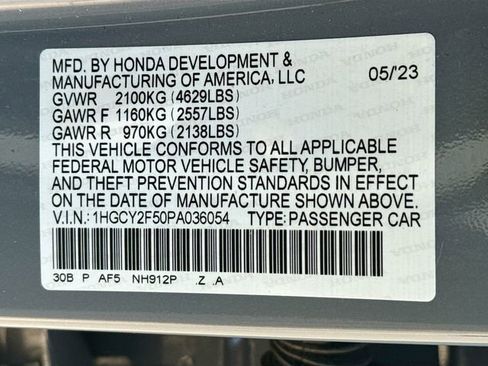 MFD. BY HONDA DEVELOPMENT &
MANUFACTURING OF AMERICA, LLC 05/23
GVWR 2100KG (4629LBS)
GAWR F 1160KG (2557LBS)
GAWR R 970KG (2138LBS)
THIS VEHICLE CONFORMS TO ALL APPLICABLE
FEDERAL MOTOR VEHICLE SAFETY, BUMPER,
AND THEFT PREVENTION STANDARDS IN EFFECT
ON THE DATE OF MANUFACTURE SHOWN ABOVE.
V.I.N.: 1HGCY2F50PA036054 TYPE: PASSENGER CAR
30B P AF5 NH912P .Z .A